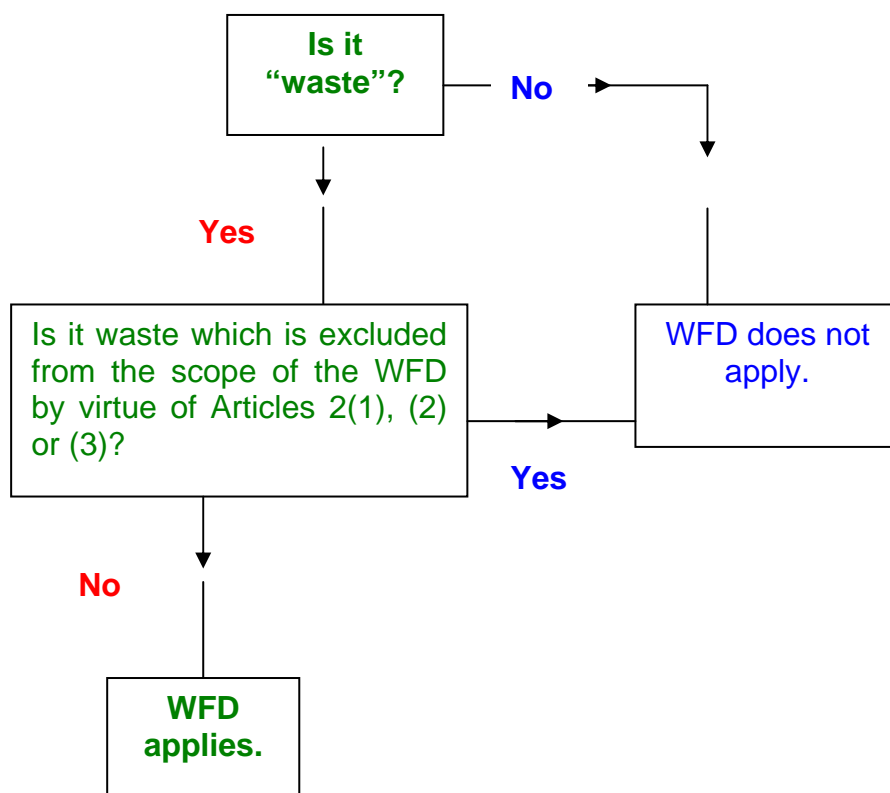 Is it
“waste”?
No
Yes
Is it waste which is excluded
from the scope of the WFD
by virtue of Articles 2(1), (2)
or (3)?
WFD does not
apply.
Yes
No
WFD
applies.